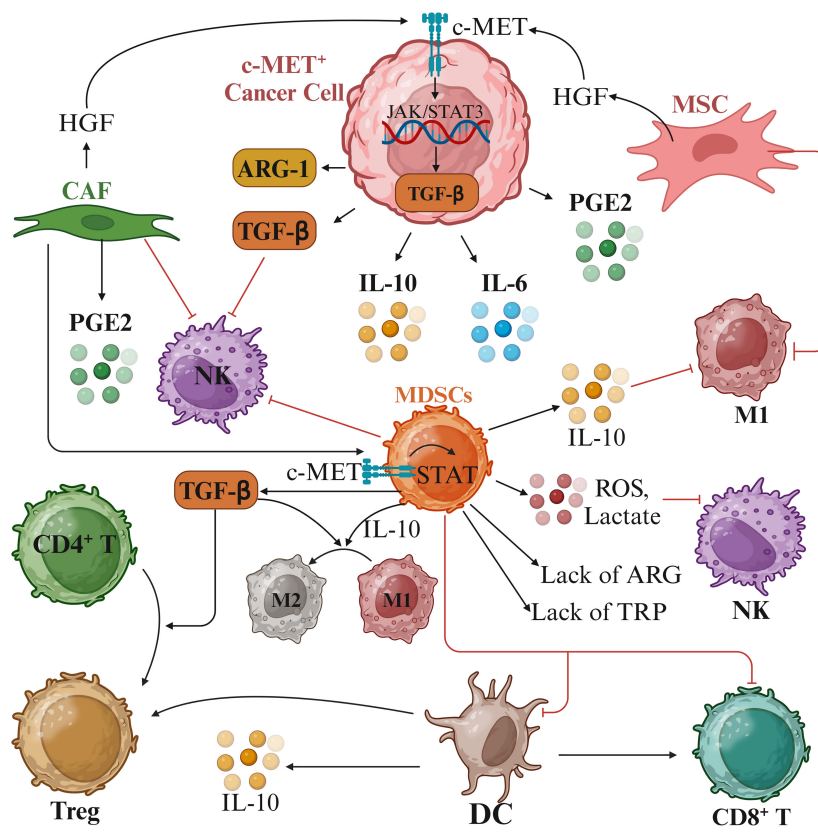 c-MET
c-MET⁺
Cancer Cell
HGF
HGF
MSC
JAK/STAT3
CAF
ARG-1
TGF-β
TGF-β
PGE2
IL-10
IL-6
PGE2
NK
M1
MDSCs
IL-10
c-MET
STAT
TGF-β
ROS,
Lactate
IL-10
CD4⁺ T
M2
M1
Lack of ARG
NK
Lack of TRP
IL-10
Treg
DC
CD8⁺ T